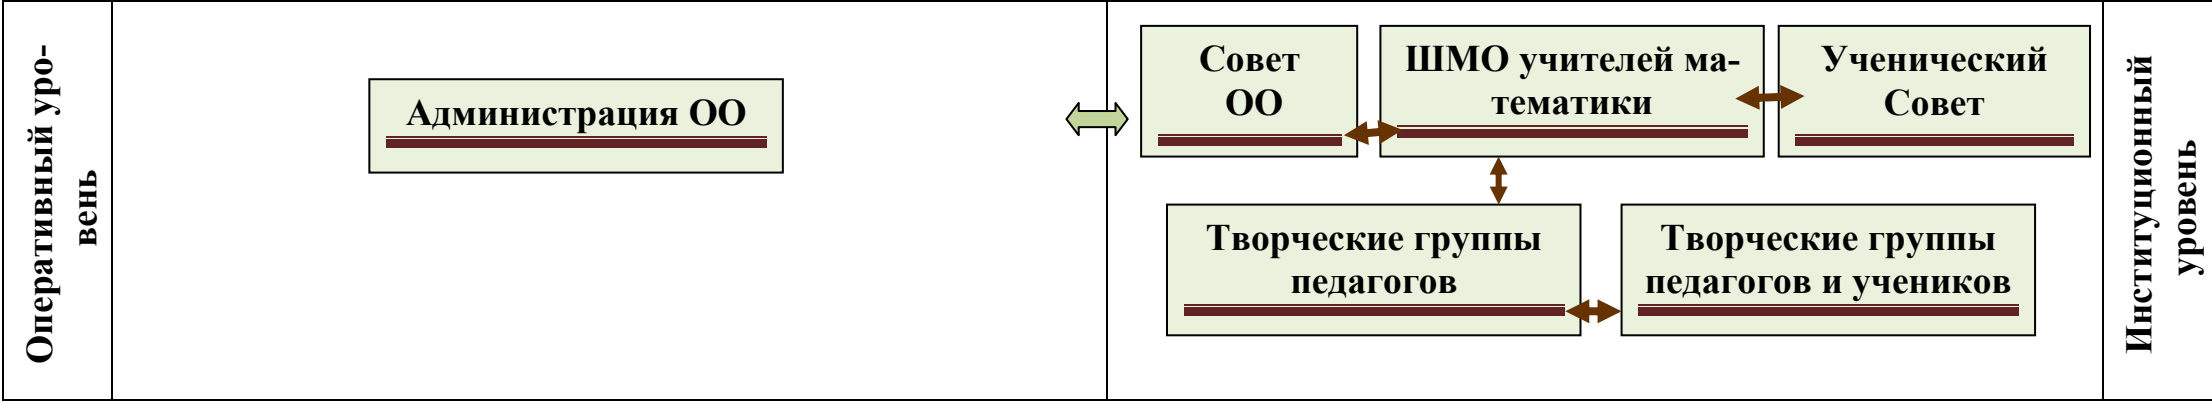 Оперативный уро-
вень
Администрация ОО
Совет
ОО
ШМО учителей ма-
тематики
Ученический
Совет
Творческие группы
педагогов
Творческие группы
педагогов и учеников
Институционный
уровень